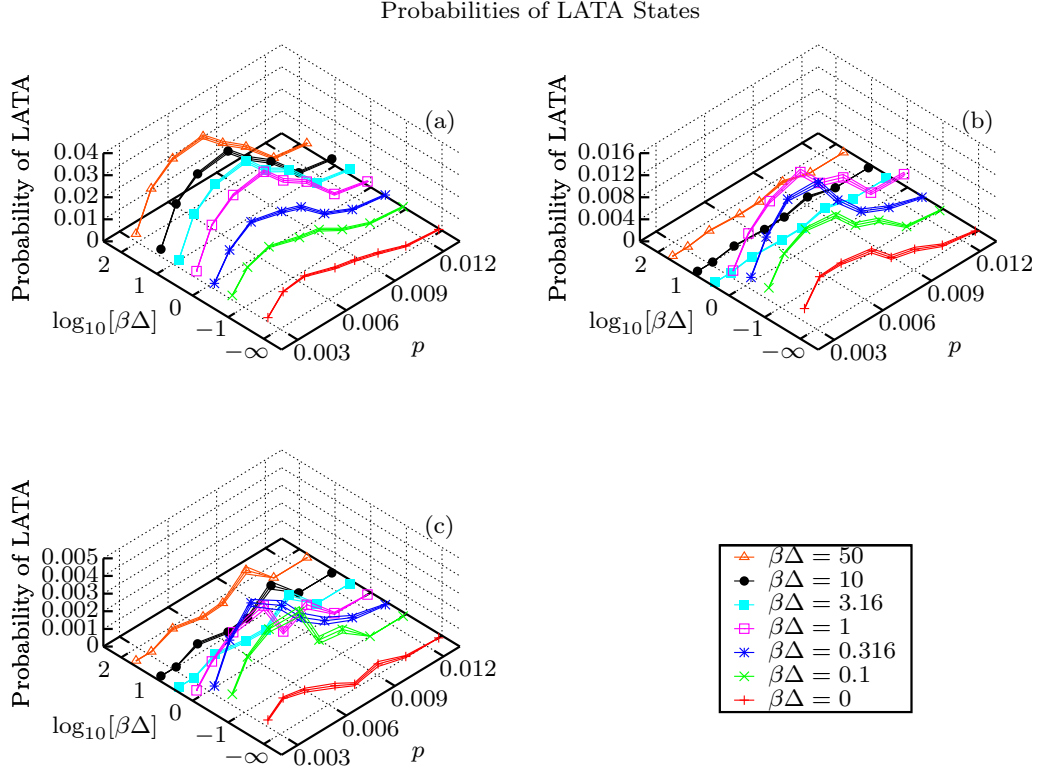 Probabilities of LATA States
(a)
Probability of LATA
0.04
0.03
0.02
0.01
0
2
1
0
−1
−∞
log₁₀[βΔ]
0.003
0.006
0.009
0.012
p
(b)
Probability of LATA
0.016
0.012
0.008
0.004
0
2
1
0
−1
−∞
log₁₀[βΔ]
0.003
0.006
0.009
0.012
p
(c)
Probability of LATA
0.005
0.004
0.003
0.002
0.001
0
2
1
0
−1
−∞
log₁₀[βΔ]
0.003
0.006
0.009
0.012
p
βΔ = 50
βΔ = 10
βΔ = 3.16
βΔ = 1
βΔ = 0.316
βΔ = 0.1
βΔ = 0